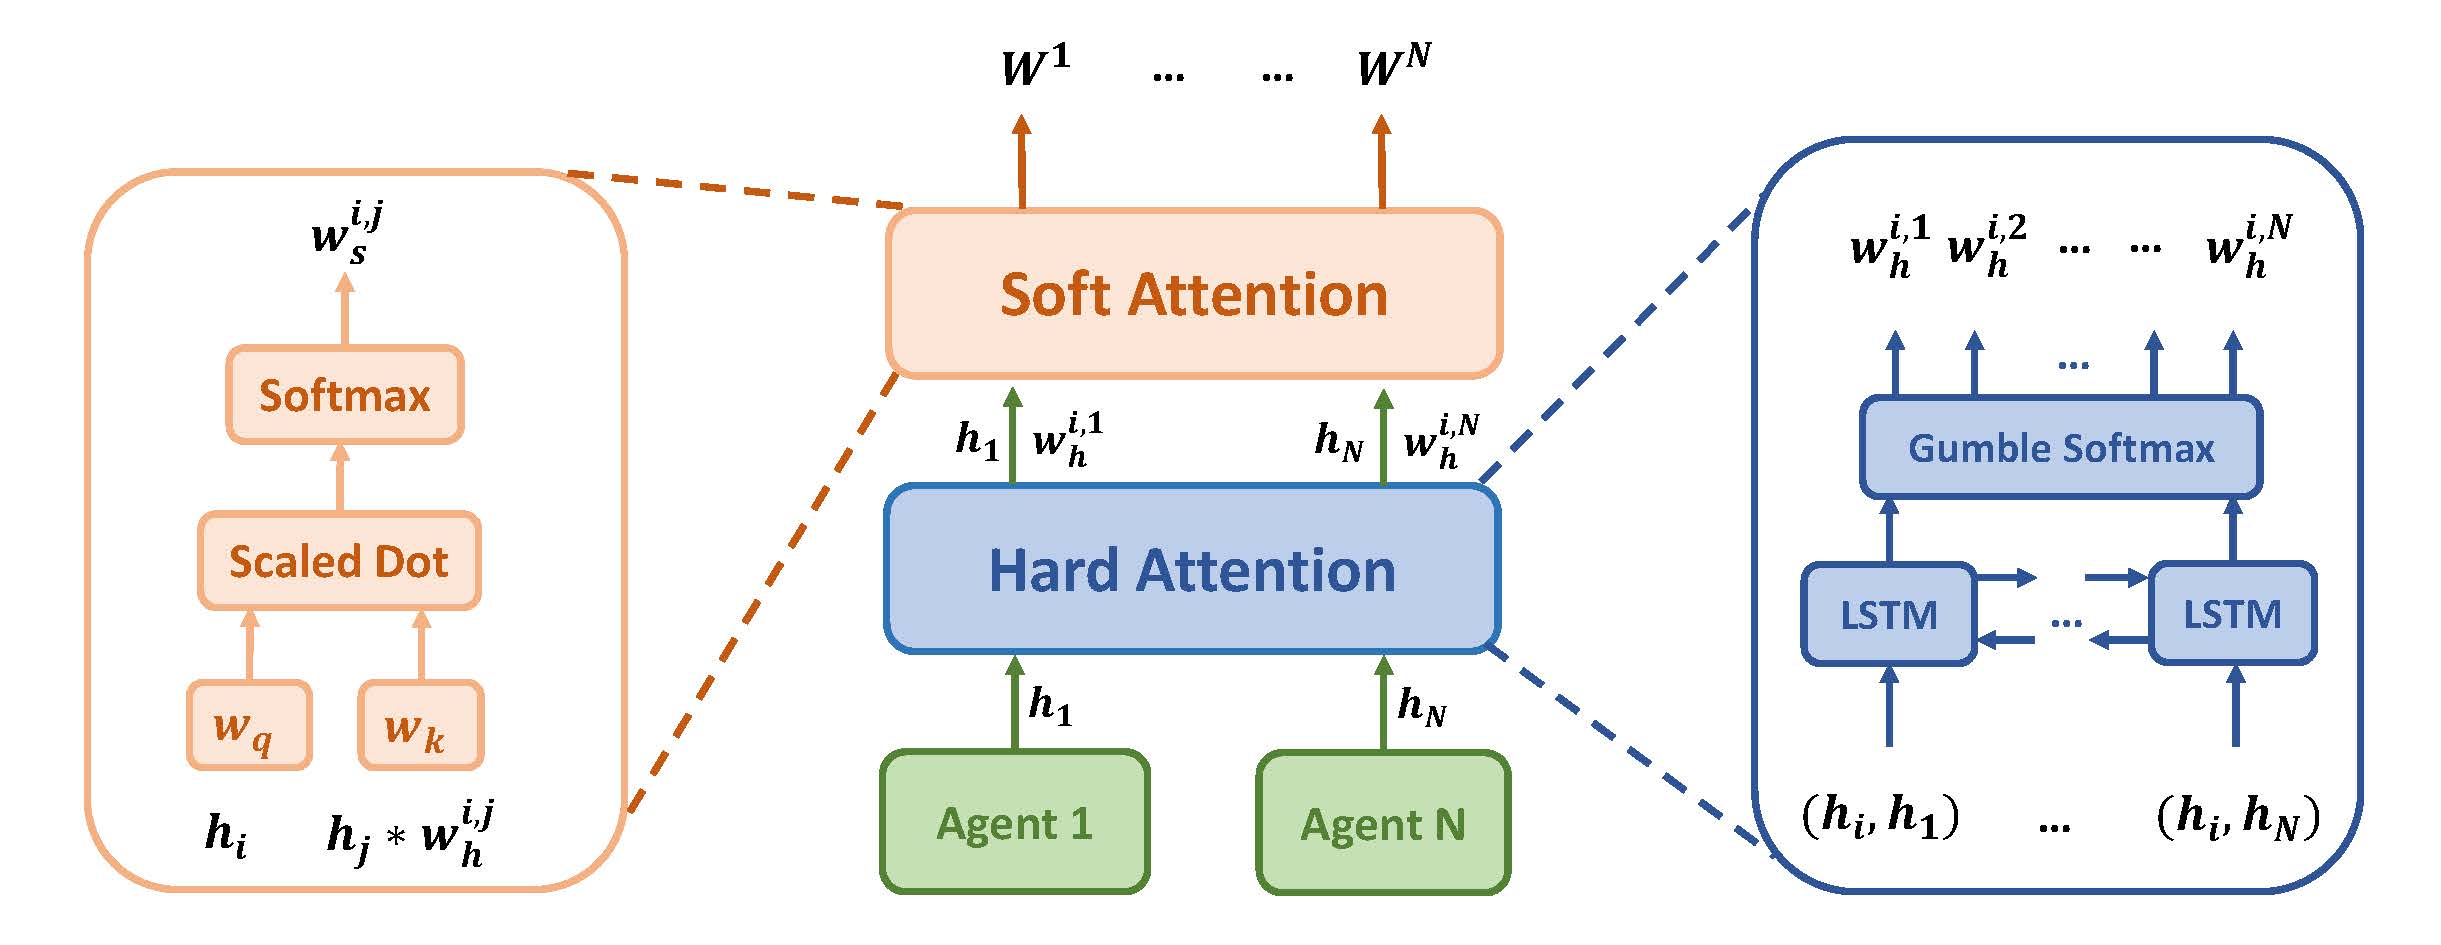 W^1 ... ... W^N
w_s^{i,j}
Softmax
Scaled Dot
w_q w_k
h_i h_j * w_h^{i,j}
Soft Attention
h_1 w_h^{i,1} h_N w_h^{i,N}
Hard Attention
h_1 h_N
Agent 1 Agent N
w_h^{i,1} w_h^{i,2} ... ... w_h^{i,N}
...
Gumble Softmax
LSTM ... LSTM
(h_i, h_1) ... (h_i, h_N)